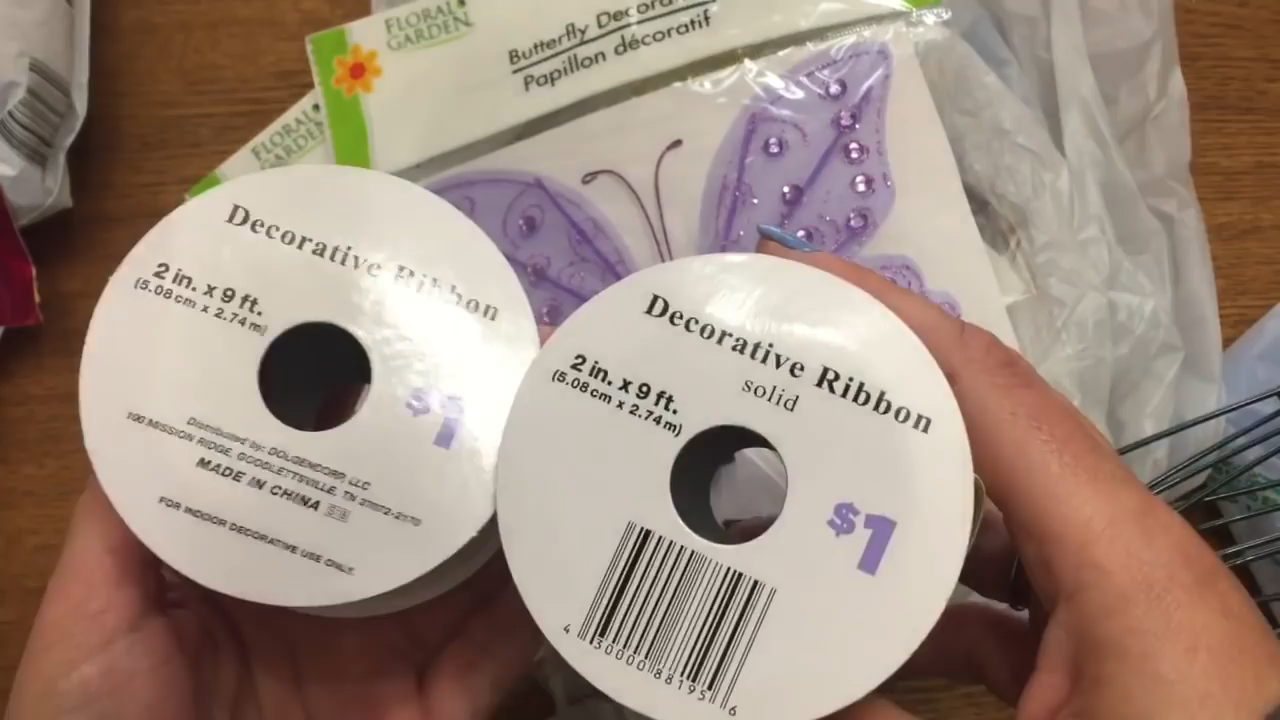 FLORAL
GARDEN
Butterfly
Papillon décoratif
FLORAL
GARDEN
Decorative Ribbon
2 in. x 9 ft.
(5.08cm x 2.74m)
$1
Distributed by: DOLGENCORP, LLC
100 MISSION RIDGE, GOODLETTSVILLE, TN 37072-2170
MADE IN CHINA
FOR INDOOR DECORATIVE USE ONLY.
Decorative Ribbon
solid
2 in. x 9 ft.
(5.08cm x 2.74m)
$1
4 30000 88195 6